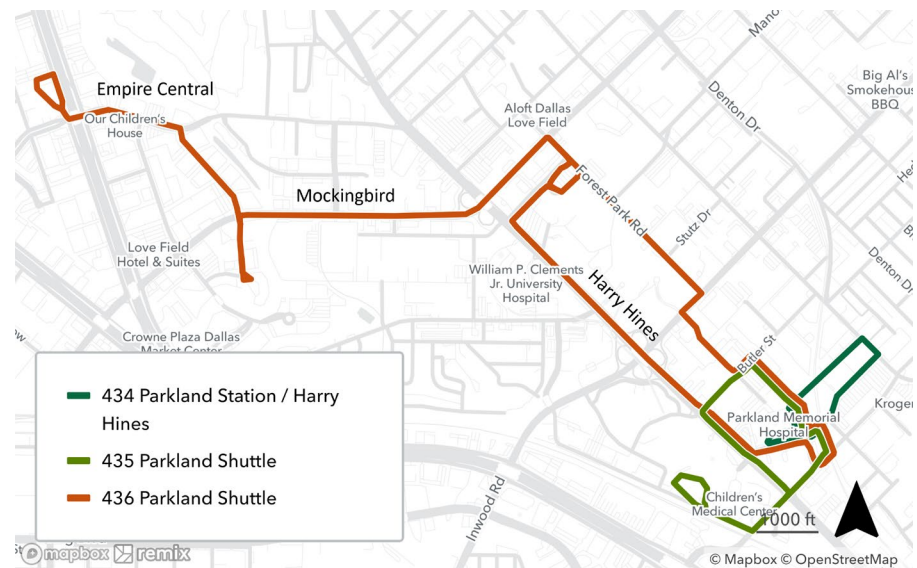 Empire Central
Our Children's
House
Mockingbird
Love Field
Hotel & Suites
Crowne Plaza Dallas
Market Center
Aloft Dallas
Love Field
Forest Park Rd
Stutz Dr
Denton Dr
Big Al's
Smokehouse
BBQ
Denton Dr
William P. Clements
Jr. University
Hospital
Harry Hines
Butler St
Parkland Memorial
Hospital
Kroger
Children's
Medical Center
Inwood Rd
1000 ft
434 Parkland Station / Harry
Hines
435 Parkland Shuttle
436 Parkland Shuttle
mapbox remix
© Mapbox © OpenStreetMap